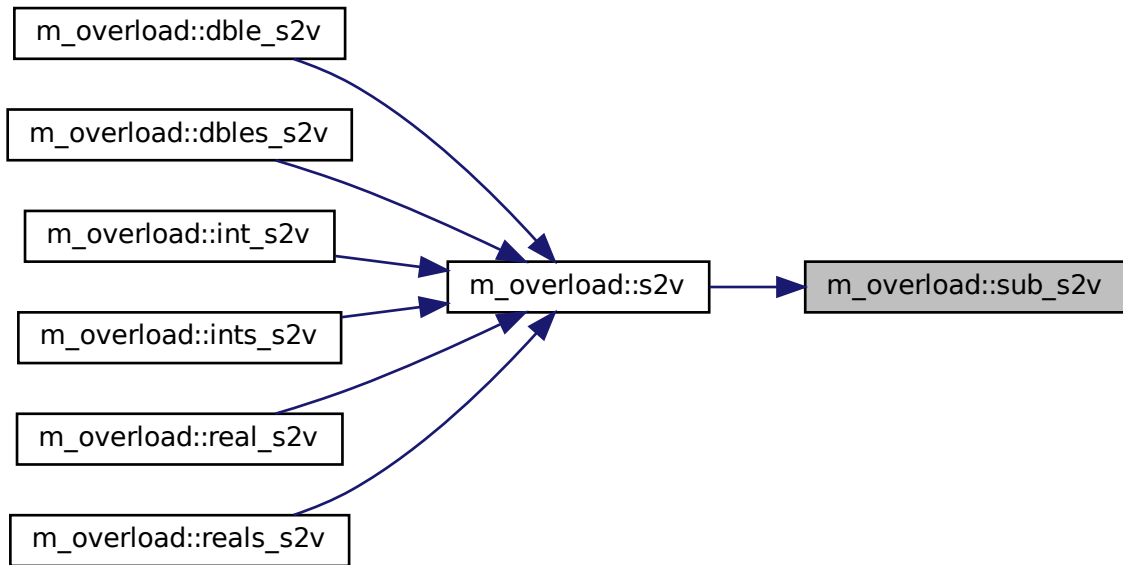 m_overload::dble_s2v
m_overload::dbles_s2v
m_overload::int_s2v
m_overload::ints_s2v
m_overload::real_s2v
m_overload::reals_s2v
m_overload::s2v
m_overload::sub_s2v